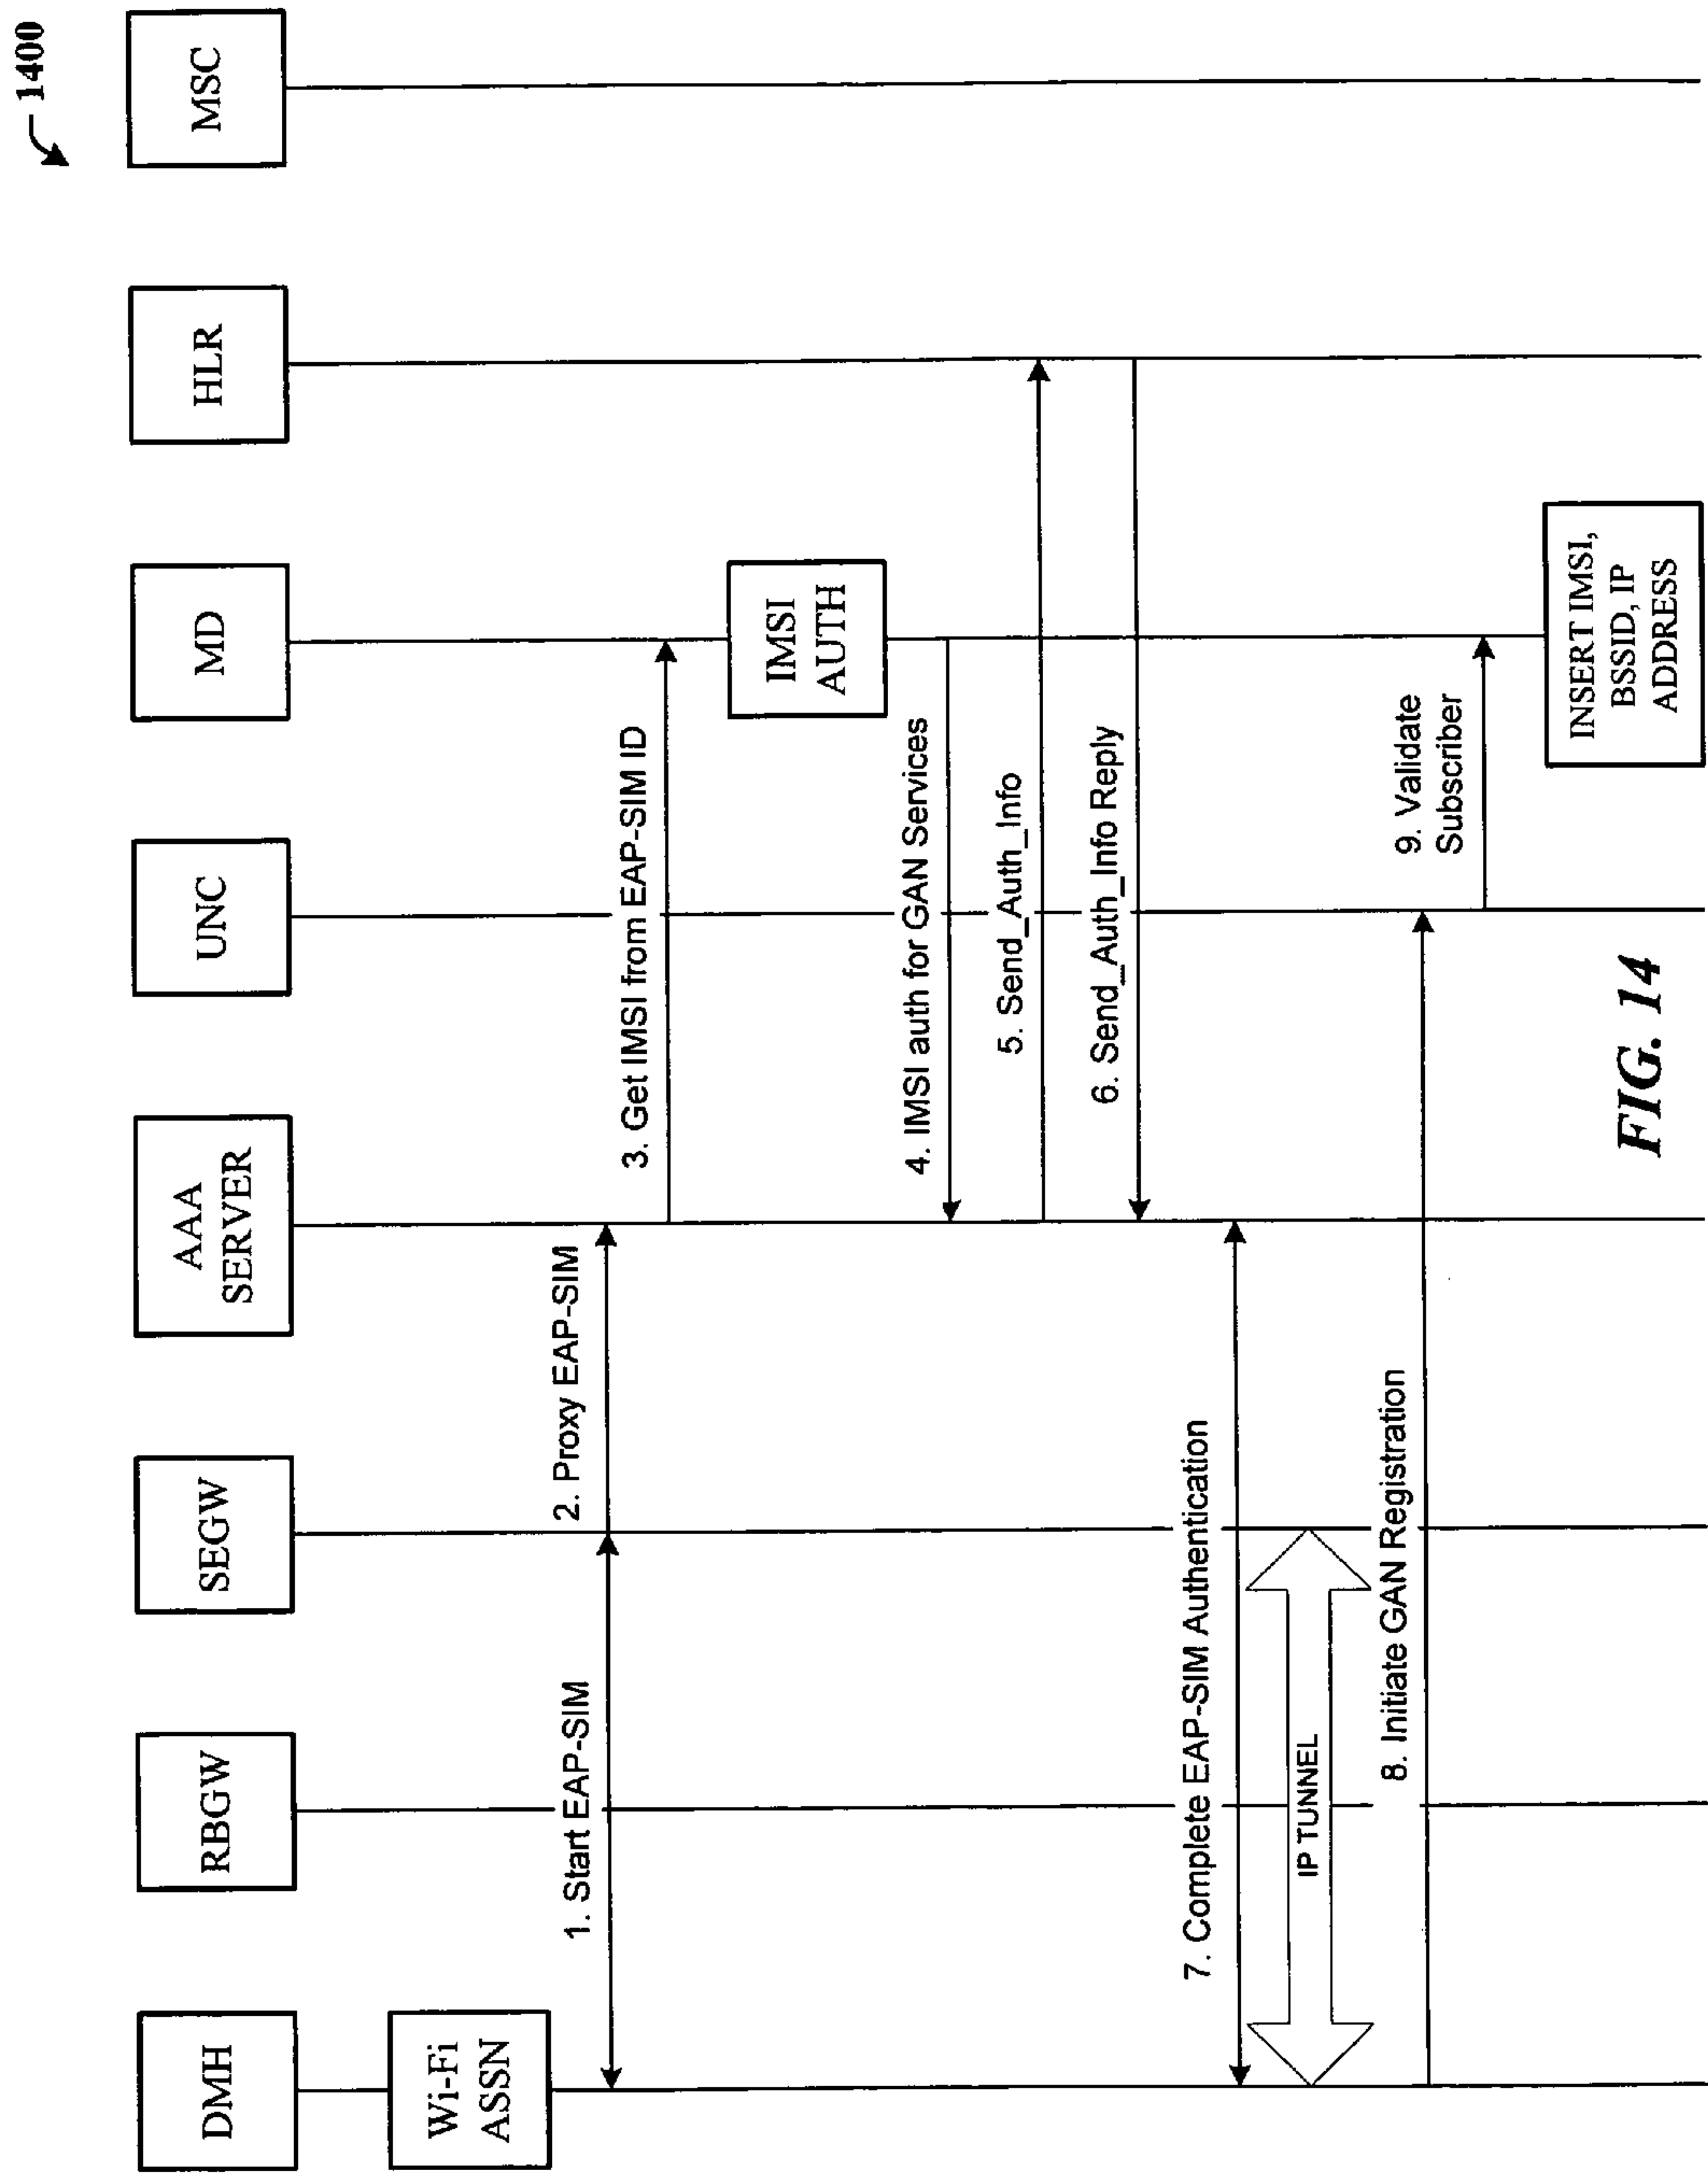 1400
DMH
RBGW
SEGW
AAA
SERVER
UNC
MD
HLR
MSC
Wi-Fi
ASSN
1. Start EAP-SIM
2. Proxy EAP-SIM
3. Get IMSI from EAP-SIM ID
IMSI
AUTH
4. IMSI auth for GAN Services
5. Send_Auth_Info
6. Send_Auth_Info Reply
7. Complete EAP-SIM Authentication
IP TUNNEL
8. Initiate GAN Registration
9. Validate
Subscriber
INSERT IMSI,
BSSID, IP
ADDRESS
FIG. 14